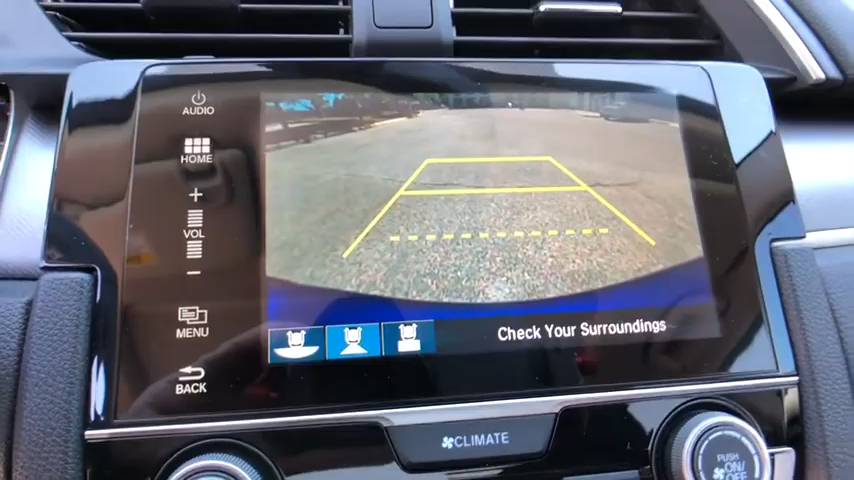 AUDIO
HOME
+
VOL
−
MENU
BACK
Check Your Surroundings
CLIMATE
PUSH
ON/
OFF